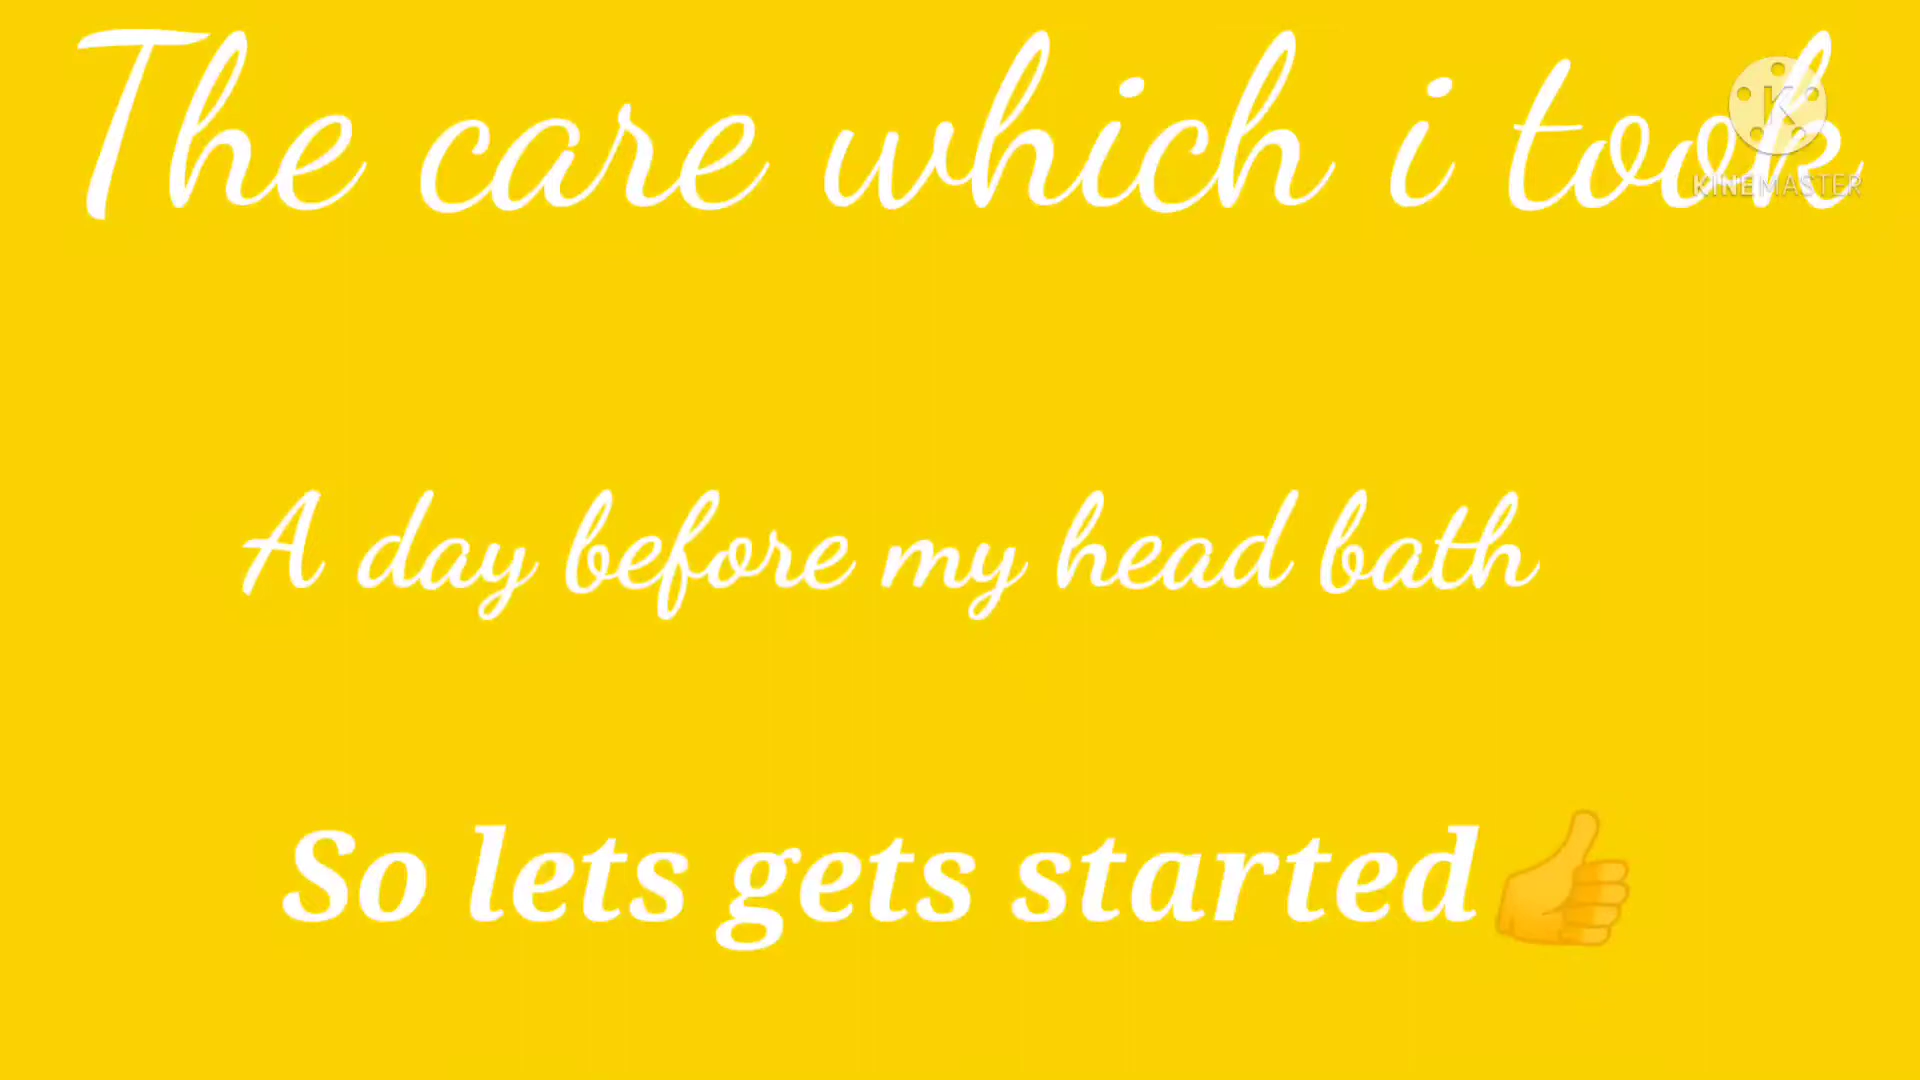 The care which i took
KINEMASTER
A day before my head bath
So lets gets started👍